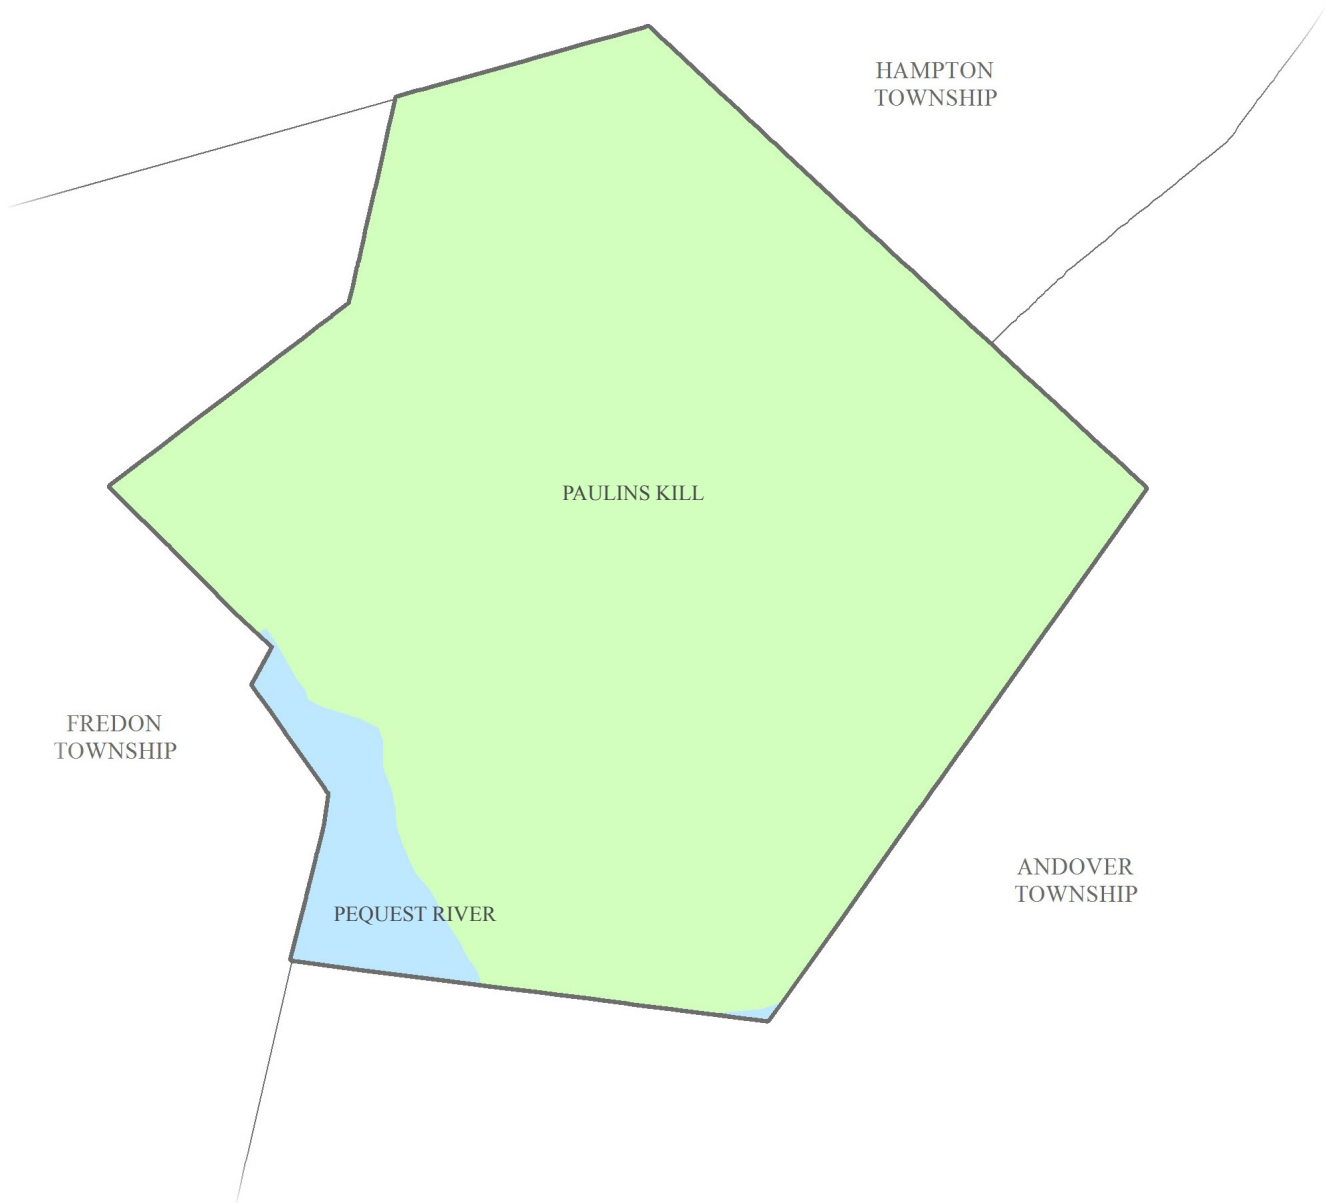 HAMPTON
TOWNSHIP
PAULINS KILL
FREDON
TOWNSHIP
ANDOVER
TOWNSHIP
PEQUEST RIVER